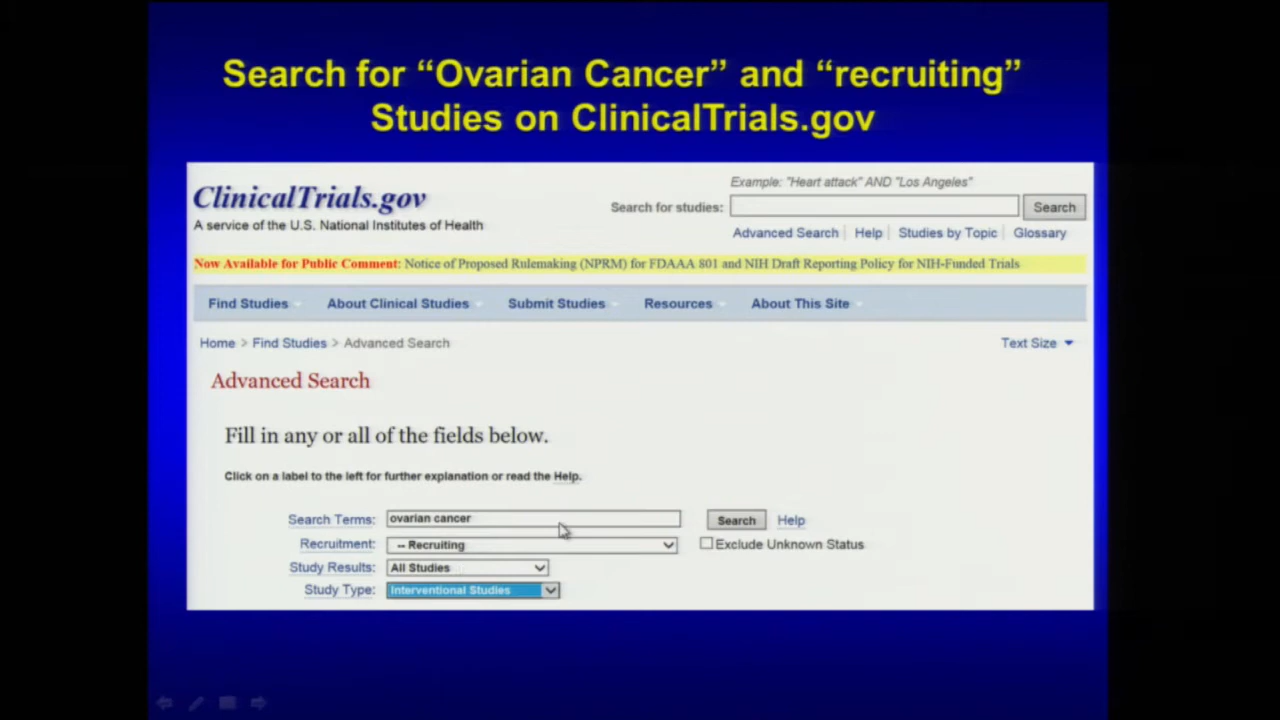 Search for “Ovarian Cancer” and “recruiting”
Studies on ClinicalTrials.gov
ClinicalTrials.gov
A service of the U.S. National Institutes of Health
Example: "Heart attack" AND "Los Angeles"
Search for studies:
Search
Advanced Search
Help
Studies by Topic
Glossary
Now Available for Public Comment: Notice of Proposed Rulemaking (NPRM) for FDAAA 801 and NIH Draft Reporting Policy for NIH-Funded Trials
Find Studies
About Clinical Studies
Submit Studies
Resources
About This Site
Home > Find Studies > Advanced Search
Text Size
Advanced Search
Fill in any or all of the fields below.
Click on a label to the left for further explanation or read the Help.
Search Terms: ovarian cancer
Search
Help
Recruitment: -- Recruiting
Exclude Unknown Status
Study Results: All Studies
Study Type: Interventional Studies